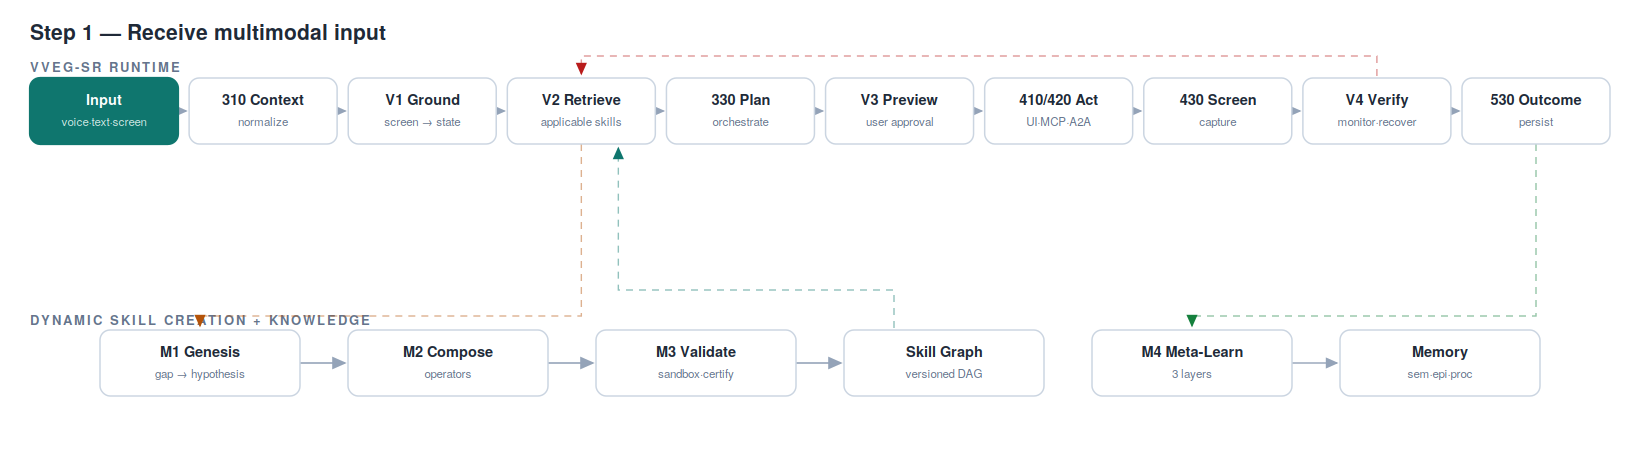 Step 1 — Receive multimodal input
VVEG-SR RUNTIME
Input
voice·text·screen
310 Context
normalize
V1 Ground
screen → state
V2 Retrieve
applicable skills
330 Plan
orchestrate
V3 Preview
user approval
410/420 Act
UI·MCP·A2A
430 Screen
capture
V4 Verify
monitor·recover
530 Outcome
persist
DYNAMIC SKILL CREATION + KNOWLEDGE
M1 Genesis
gap → hypothesis
M2 Compose
operators
M3 Validate
sandbox·certify
Skill Graph
versioned DAG
M4 Meta-Learn
3 layers
Memory
sem·epi·proc